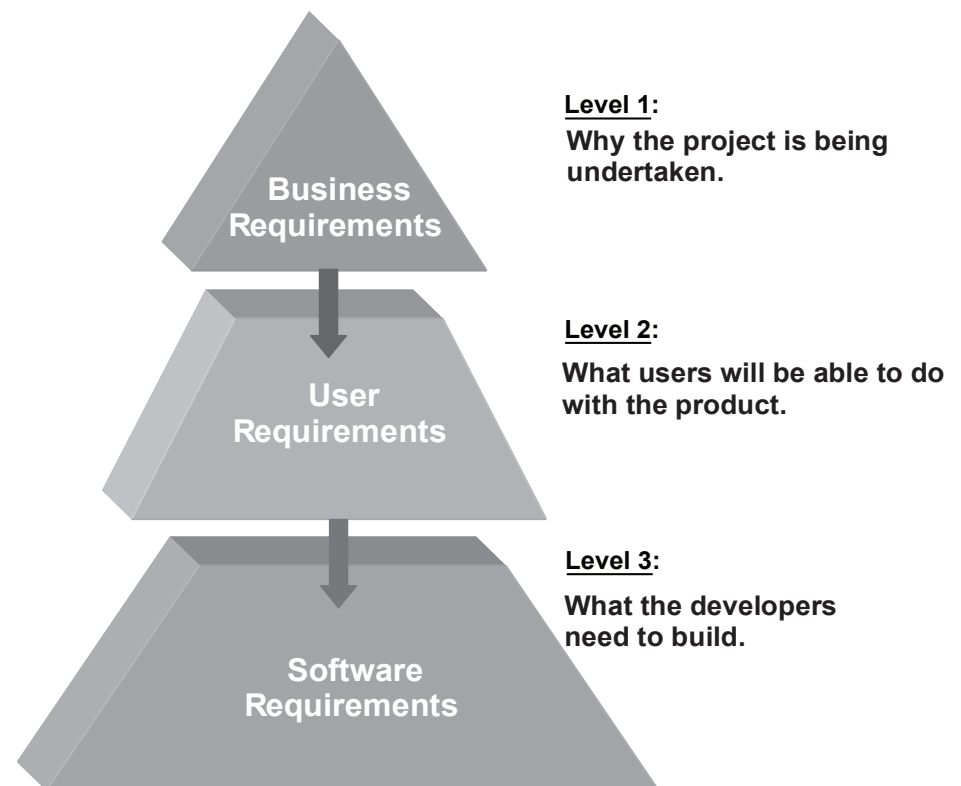 Level 1:
Why the project is being
undertaken.
Business
Requirements
Level 2:
What users will be able to do
with the product.
User
Requirements
Level 3:
What the developers
need to build.
Software
Requirements